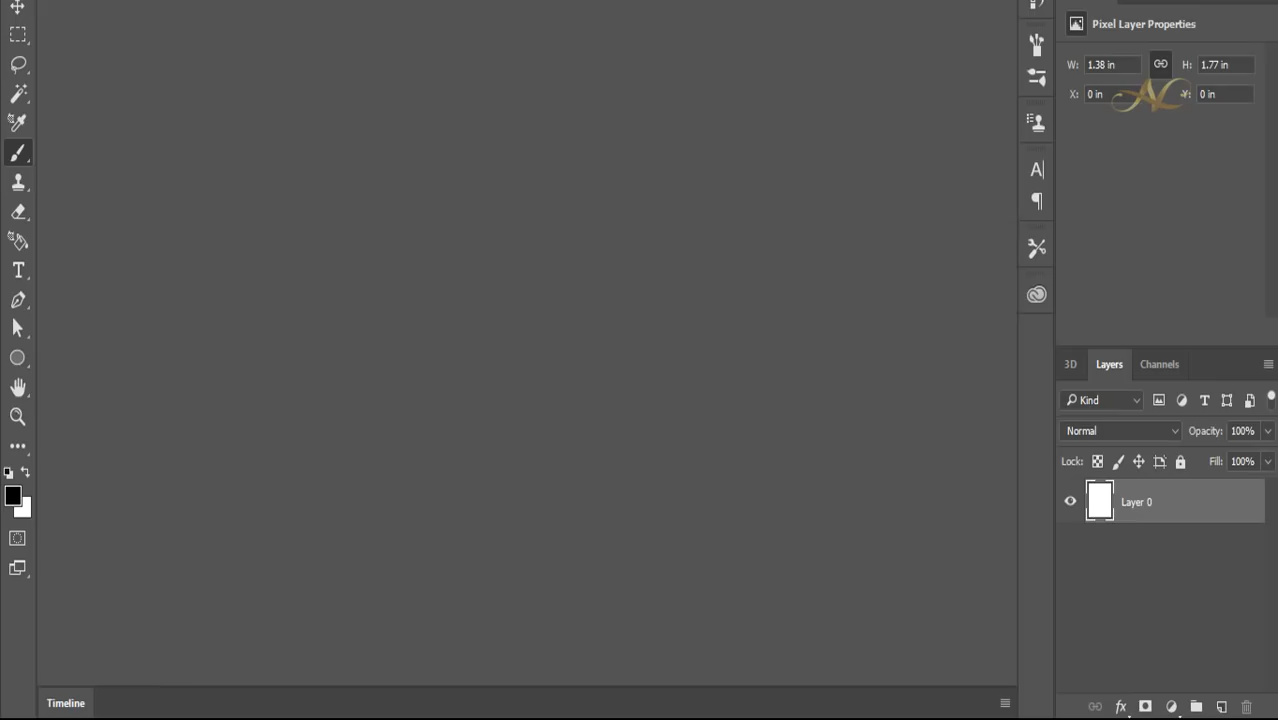 Pixel Layer Properties
W: 1.38 in H: 1.77 in
X: 0 in Y: 0 in
3D Layers Channels
Kind
Normal Opacity: 100%
Lock: Fill: 100%
Layer 0
fx
Timeline